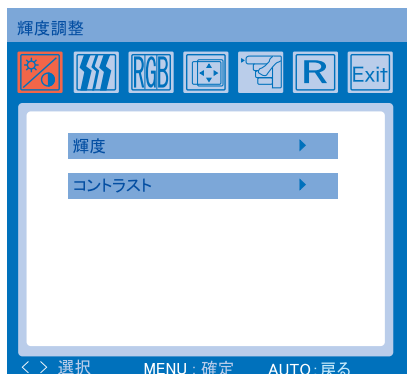 輝度調整
RGB R Exit
輝度
コントラスト
< > 選択 MENU : 確定 AUTO : 戻る